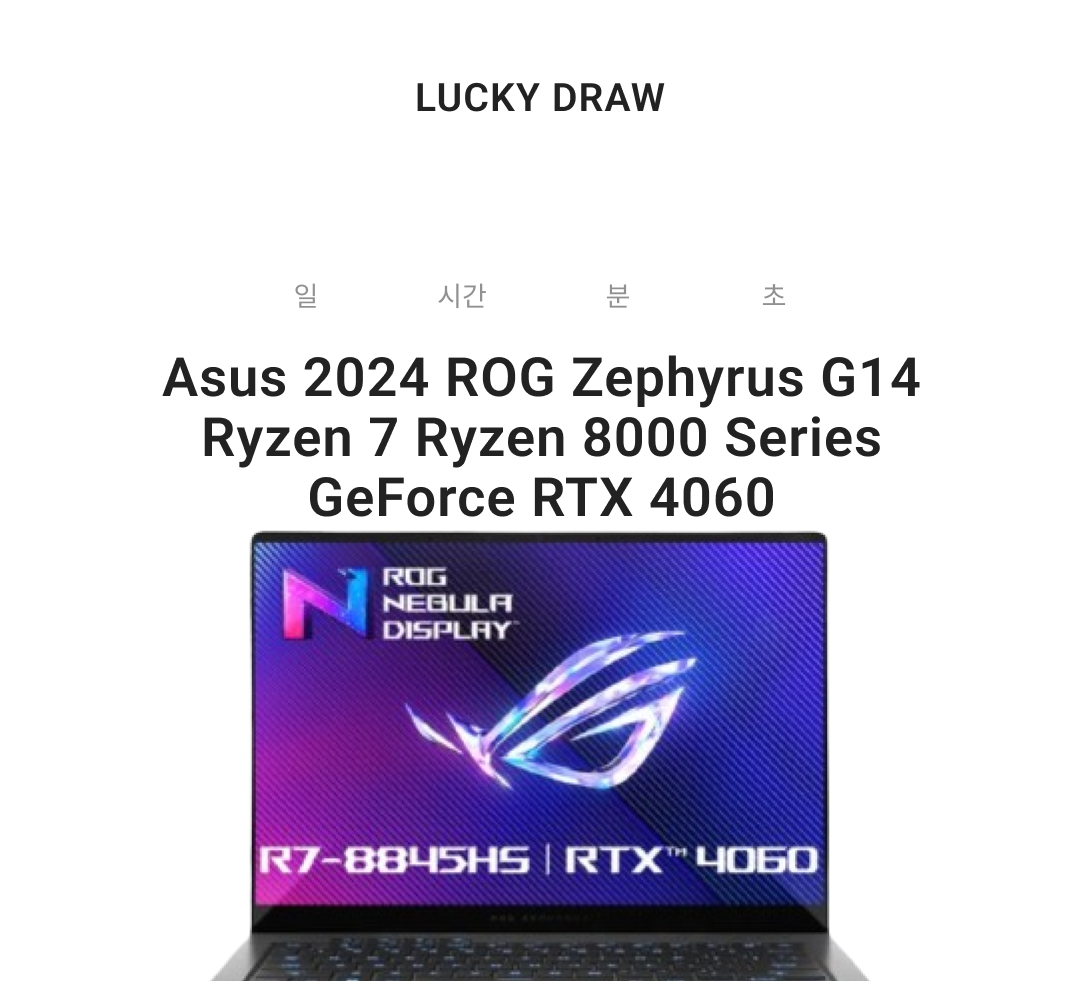 LUCKY DRAW
일 시간 분 초
Asus 2024 ROG Zephyrus G14
Ryzen 7 Ryzen 8000 Series
GeForce RTX 4060
ROG
NEBULA
DISPLAY™
R7-8845HS | RTX™ 4060